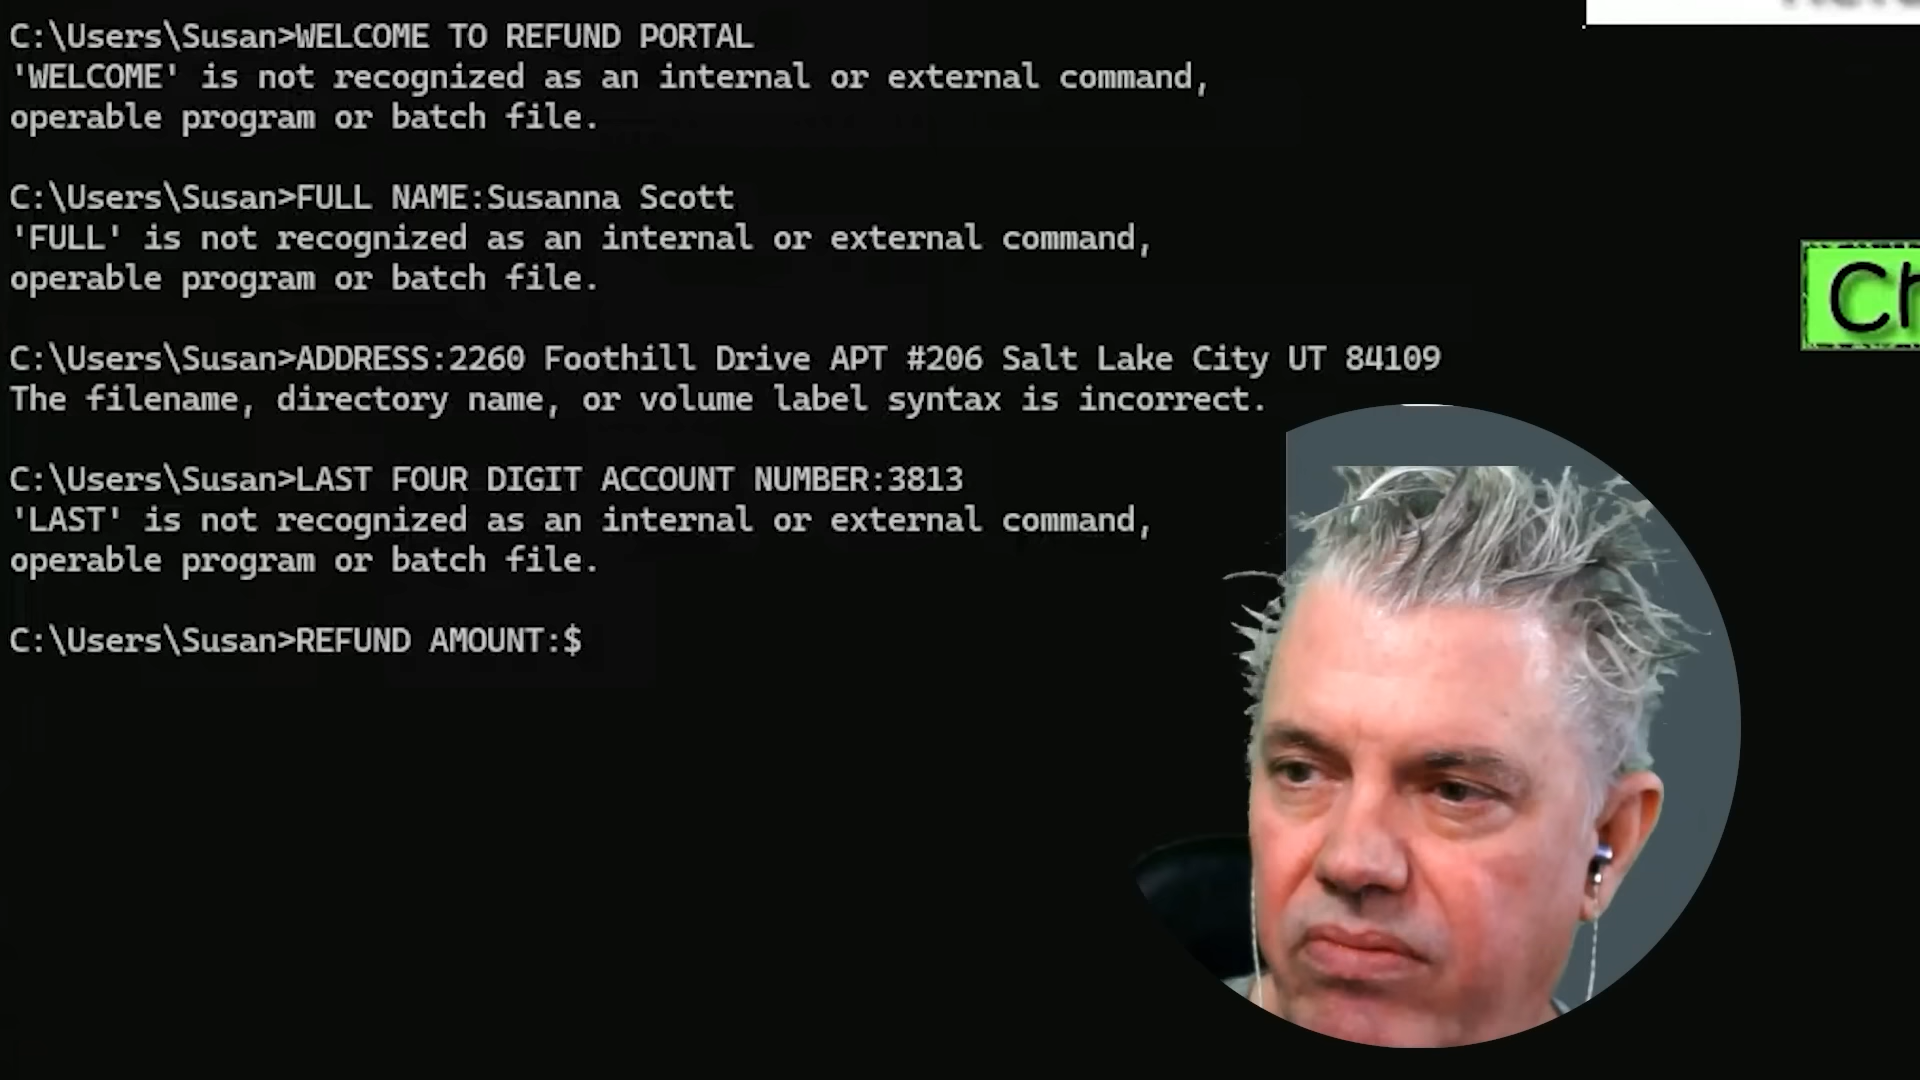 C:\Users\Susan>WELCOME TO REFUND PORTAL
'WELCOME' is not recognized as an internal or external command,
operable program or batch file.
C:\Users\Susan>FULL NAME:Susanna Scott
'FULL' is not recognized as an internal or external command,
operable program or batch file.
C:\Users\Susan>ADDRESS:2260 Foothill Drive APT #206 Salt Lake City UT 84109
The filename, directory name, or volume label syntax is incorrect.
C:\Users\Susan>LAST FOUR DIGIT ACCOUNT NUMBER:3813
'LAST' is not recognized as an internal or external command,
operable program or batch file.
C:\Users\Susan>REFUND AMOUNT:$
Ch